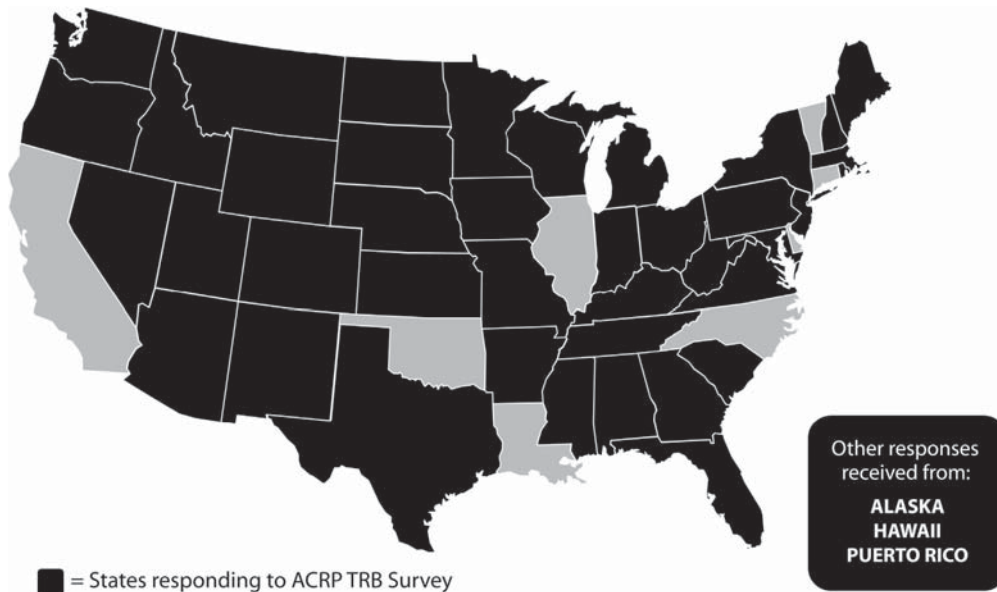 Other responses
received from:
ALASKA
HAWAII
PUERTO RICO
= States responding to ACRP TRB Survey